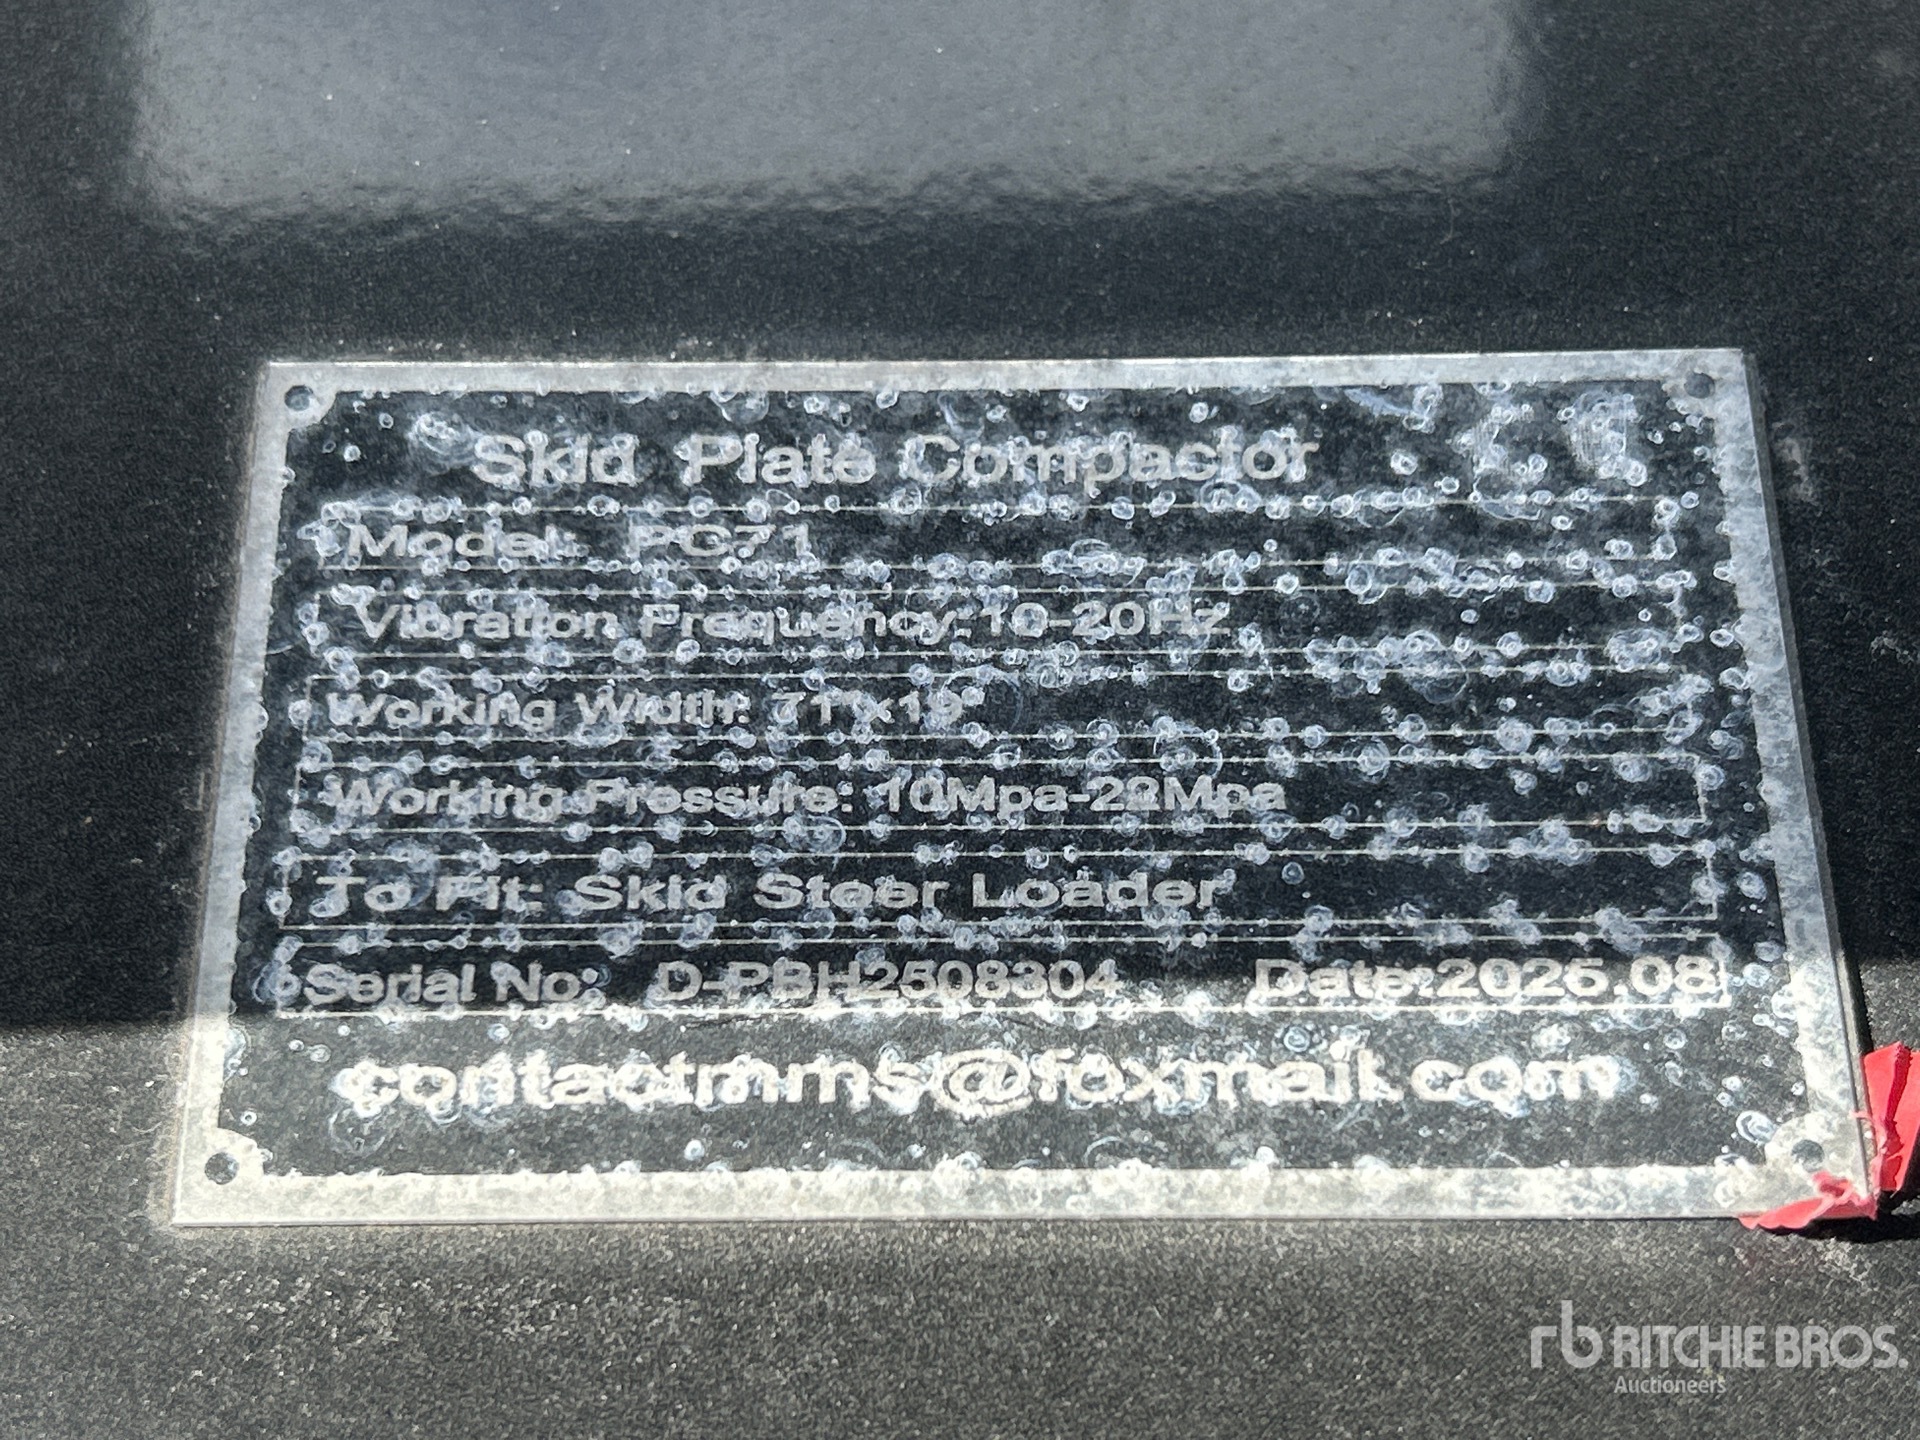 Skid Plate Compactor
Model: PC71
Vibration Frequency:10-20Hz
Working Width: 71"x19"
Working Pressure: 10Mpa-22Mpa
To Fit: Skid Steer Loader
Serial No: D-PBH2508304 Date:2025.08
contactmms@foxmail.com
rb RITCHIE BROS.
Auctioneers